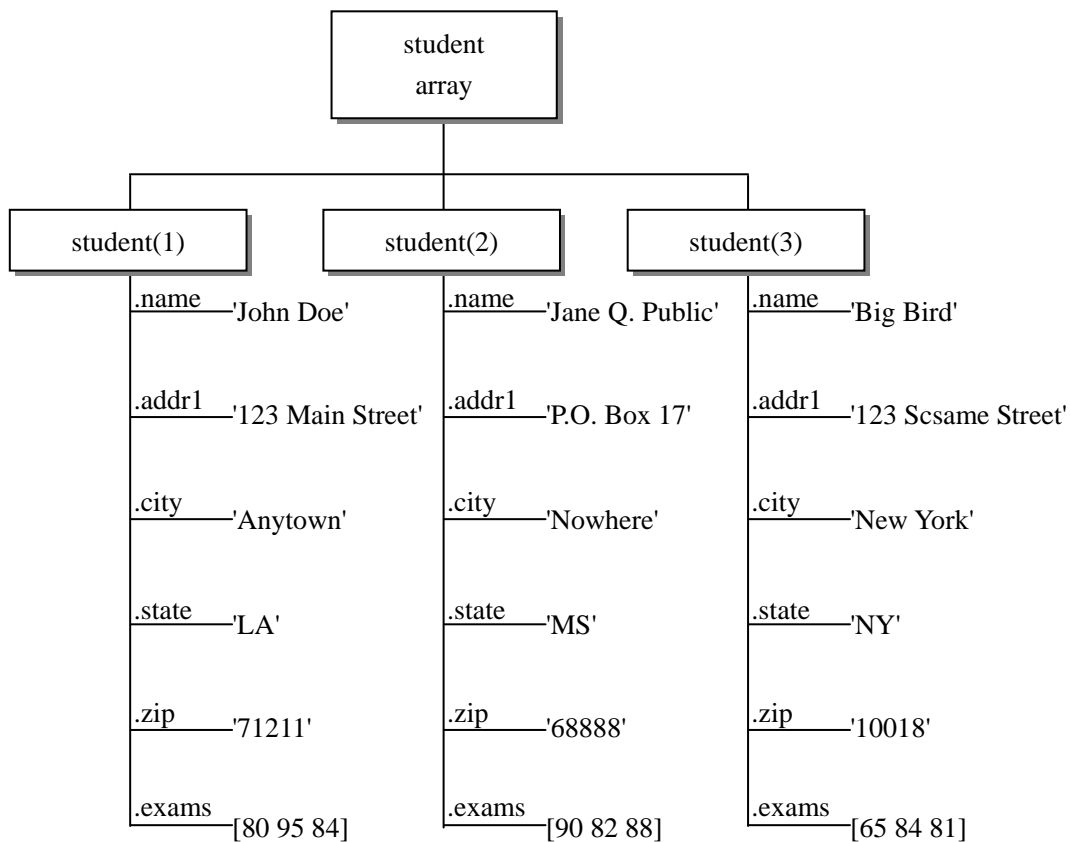 student
array
student(1)
student(2)
student(3)
.name
'John Doe'
.addr1
'123 Main Street'
.city
'Anytown'
.state
'LA'
.zip
'71211'
.exams
[80 95 84]
.name
'Jane Q. Public'
.addr1
'P.O. Box 17'
.city
'Nowhere'
.state
'MS'
.zip
'68888'
.exams
[90 82 88]
.name
'Big Bird'
.addr1
'123 Scsame Street'
.city
'New York'
.state
'NY'
.zip
'10018'
.exams
[65 84 81]